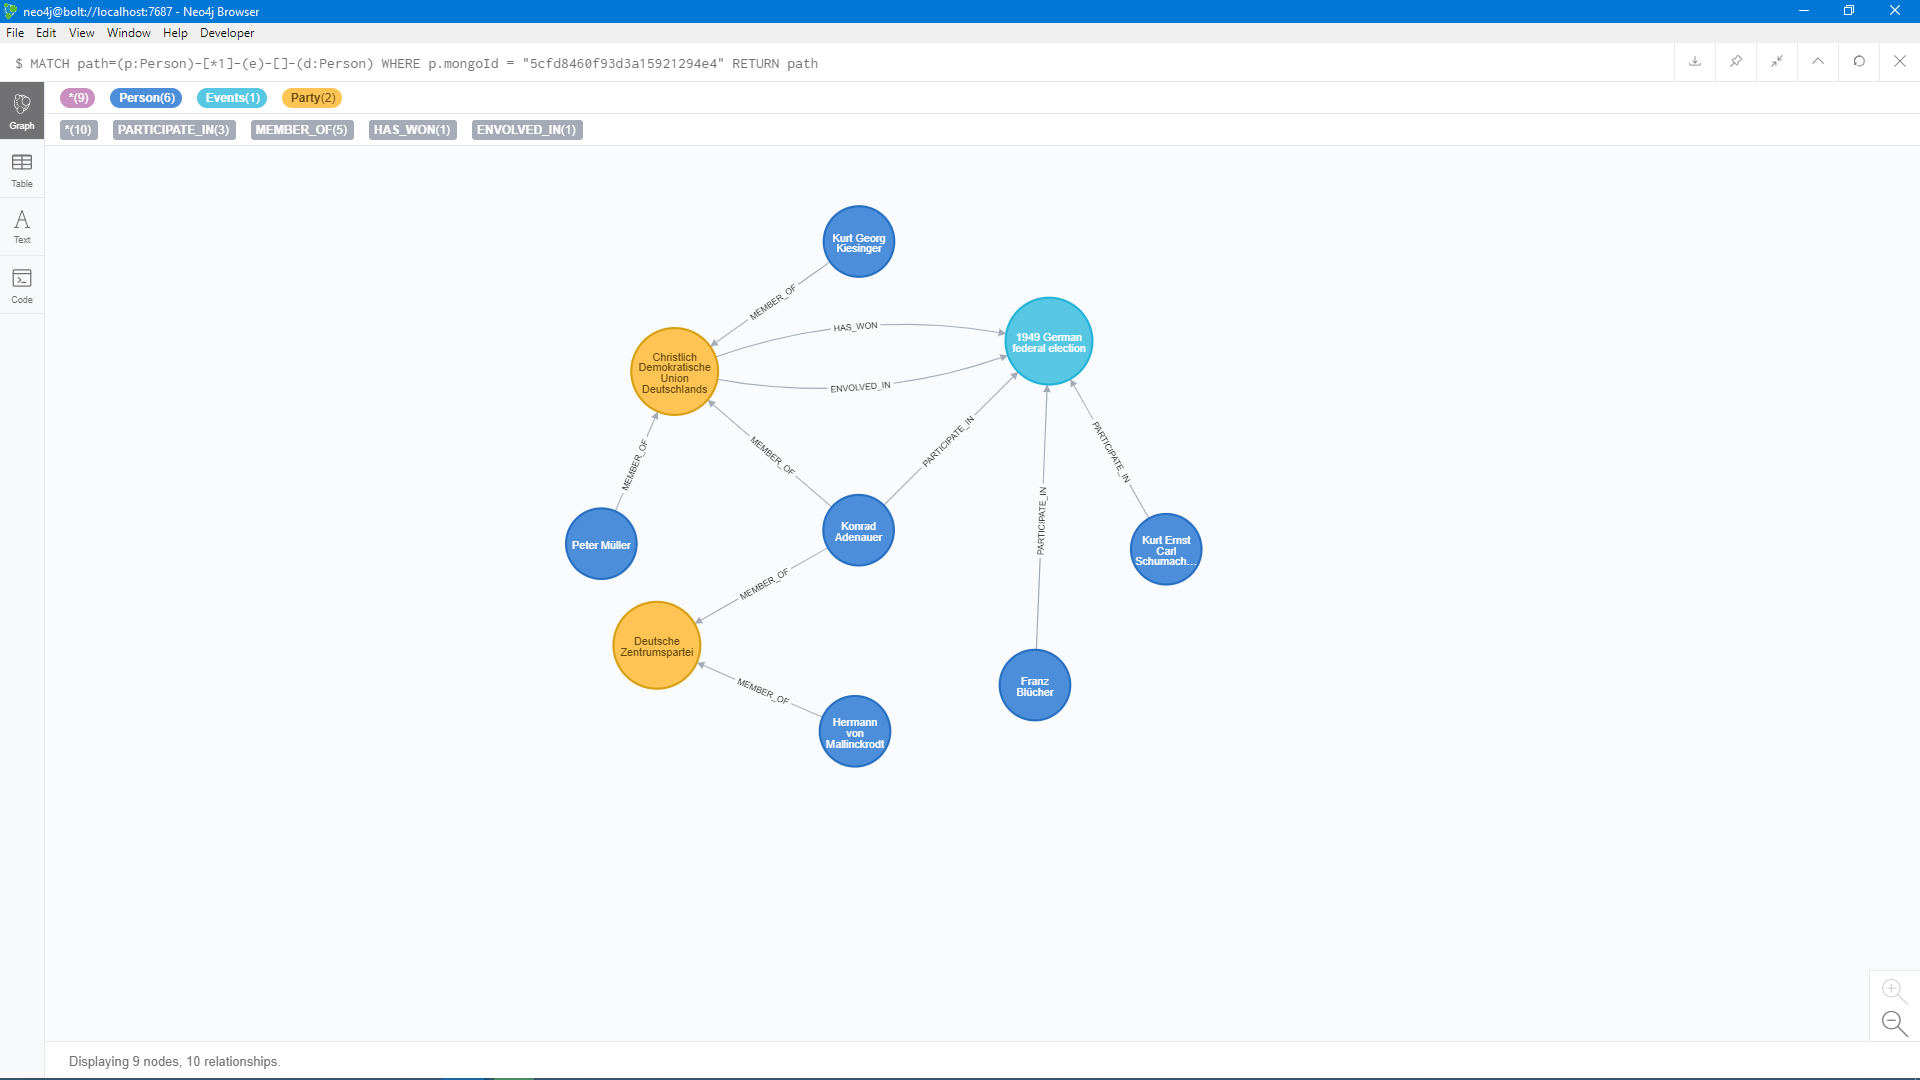 neo4j@bolt://localhost:7687 - Neo4j Browser
File Edit View Window Help Developer
$ MATCH path=(p:Person)-[*1]-(e)-[]-(d:Person) WHERE p.mongoId = "5cfd8460f93d3a15921294e4" RETURN path
Graph
Table
Text
Code
*(9) Person(6) Events(1) Party(2)
*(10) PARTICIPATE_IN(3) MEMBER_OF(5) HAS_WON(1) ENVOLVED_IN(1)
Kurt Georg
Kiesinger
MEMBER_OF
HAS_WON
1949 German
federal election
Christlich
Demokratische
Union
Deutschlands
ENVOLVED_IN
MEMBER_OF
MEMBER_OF
PARTICIPATE_IN
PARTICIPATE_IN
PARTICIPATE_IN
Peter Müller
Konrad
Adenauer
Kurt Ernst
Carl
Schumach...
MEMBER_OF
Deutsche
Zentrumspartei
MEMBER_OF
Franz
Blücher
Hermann
von
Mallinckrodt
Displaying 9 nodes, 10 relationships.